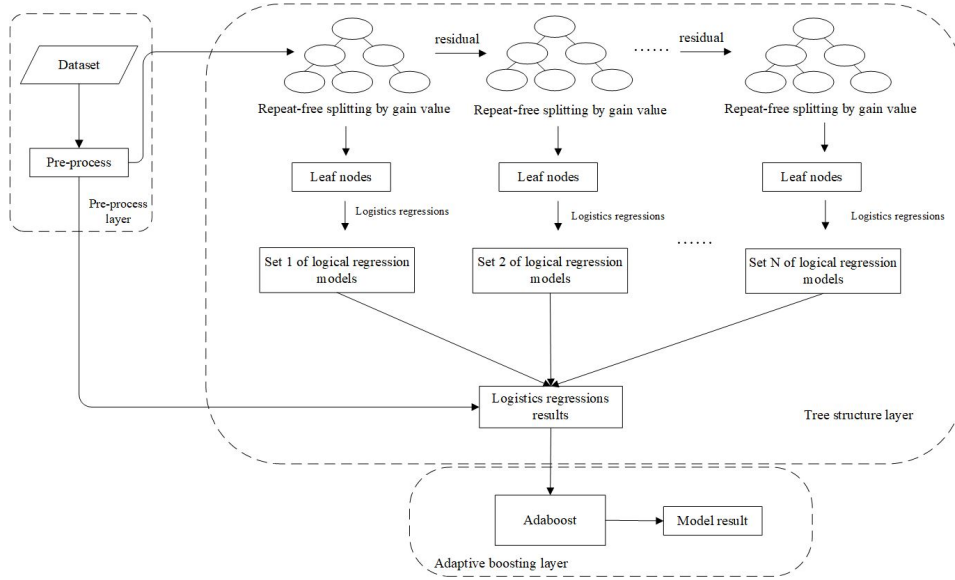 Dataset
Pre-process
Pre-process
layer
residual
......
residual
Repeat-free splitting by gain value
Repeat-free splitting by gain value
Repeat-free splitting by gain value
Leaf nodes
Leaf nodes
Leaf nodes
Logistics regressions
Logistics regressions
Logistics regressions
......
Set 1 of logical regression
models
Set 2 of logical regression
models
Set N of logical regression
models
Logistics regressions
results
Tree structure layer
Adaboost
Model result
Adaptive boosting layer